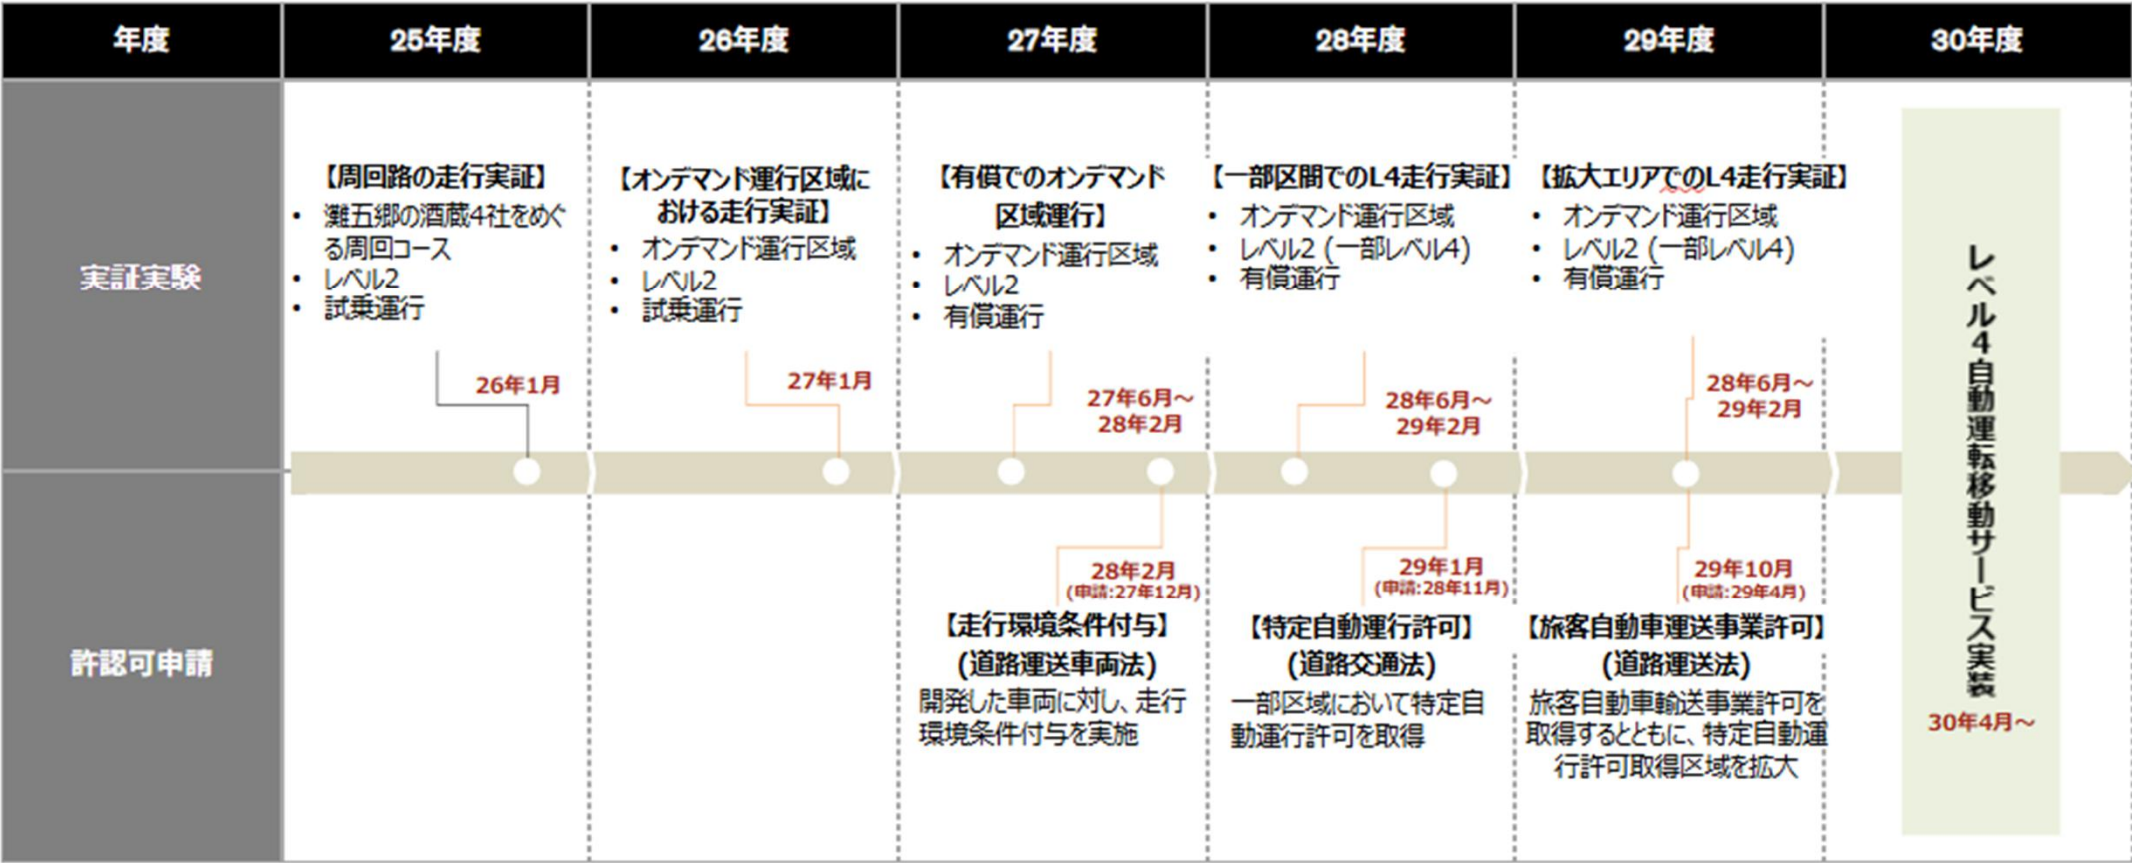 年度
25年度
26年度
27年度
28年度
29年度
30年度
実証実験
【周回路の走行実証】
• 灘五郷の酒蔵4社をめぐ
る周回コース
• レベル2
• 試乗運行
26年1月
【オンデマンド運行区域に
おける走行実証】
• オンデマンド運行区域
• レベル2
• 試乗運行
27年1月
【有償でのオンデマンド
区域運行】
• オンデマンド運行区域
• レベル2
• 有償運行
27年6月～
28年2月
【一部区間でのL4走行実証】
• オンデマンド運行区域
• レベル2 (一部レベル4)
• 有償運行
28年6月～
29年2月
【拡大エリアでのL4走行実証】
• オンデマンド運行区域
• レベル2 (一部レベル4)
• 有償運行
28年6月～
29年2月
許認可申請
28年2月
(申請:27年12月)
【走行環境条件付与】
(道路運送車両法)
開発した車両に対し、走行
環境条件付与を実施
29年1月
(申請:28年11月)
【特定自動運行許可】
(道路交通法)
一部区域において特定自
動運行許可を取得
29年10月
(申請:29年4月)
【旅客自動車運送事業許可】
(道路運送法)
旅客自動車輸送事業許可を
取得するとともに、特定自動運
行許可取得区域を拡大
レベル4自動運転移動サービス実装
30年4月～